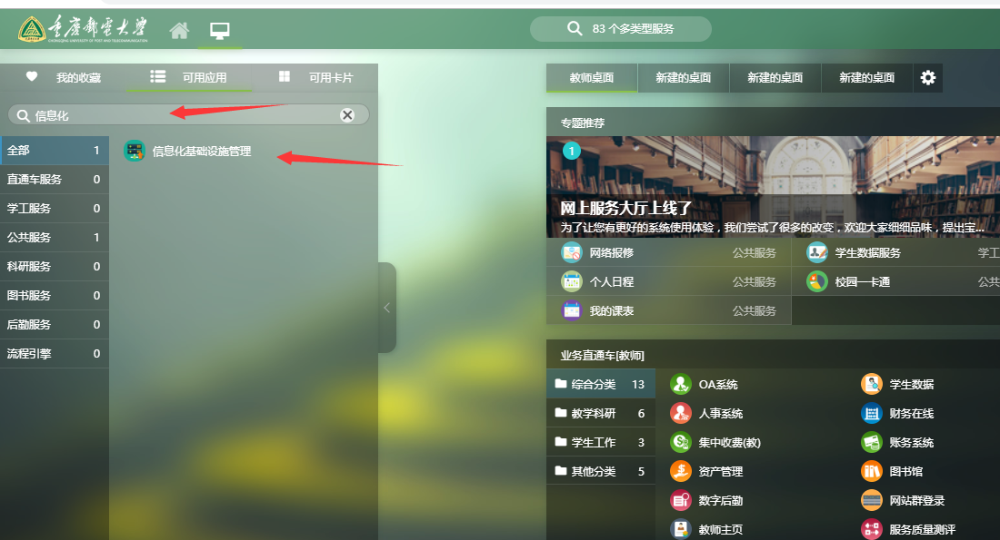 重庆邮电大学
CHONGQING UNIVERSITY OF POST AND TELECOMMUNICATIONS
83 个多类型服务
我的收藏
可用应用
可用卡片
教师桌面
新建的桌面
新建的桌面
新建的桌面
信息化
全部 1
直通车服务 0
学工服务 0
公共服务 1
科研服务 0
图书服务 0
后勤服务 0
流程引擎 0
信息化基础设施管理
专题推荐
1
网上服务大厅上线了
为了让您有更好的系统使用体验，我们尝试了很多的改变，欢迎大家细细品味，提出宝...
网络报修 公共服务
学生数据服务 学工
个人日程 公共服务
校园一卡通 公共
我的课表 公共服务
业务直通车[教师]
综合分类 13
教学科研 6
学生工作 3
其他分类 5
OA系统
学生数据
人事系统
财务在线
集中收费(教)
账务系统
资产管理
图书馆
数字后勤
网站群登录
教师主页
服务质量测评